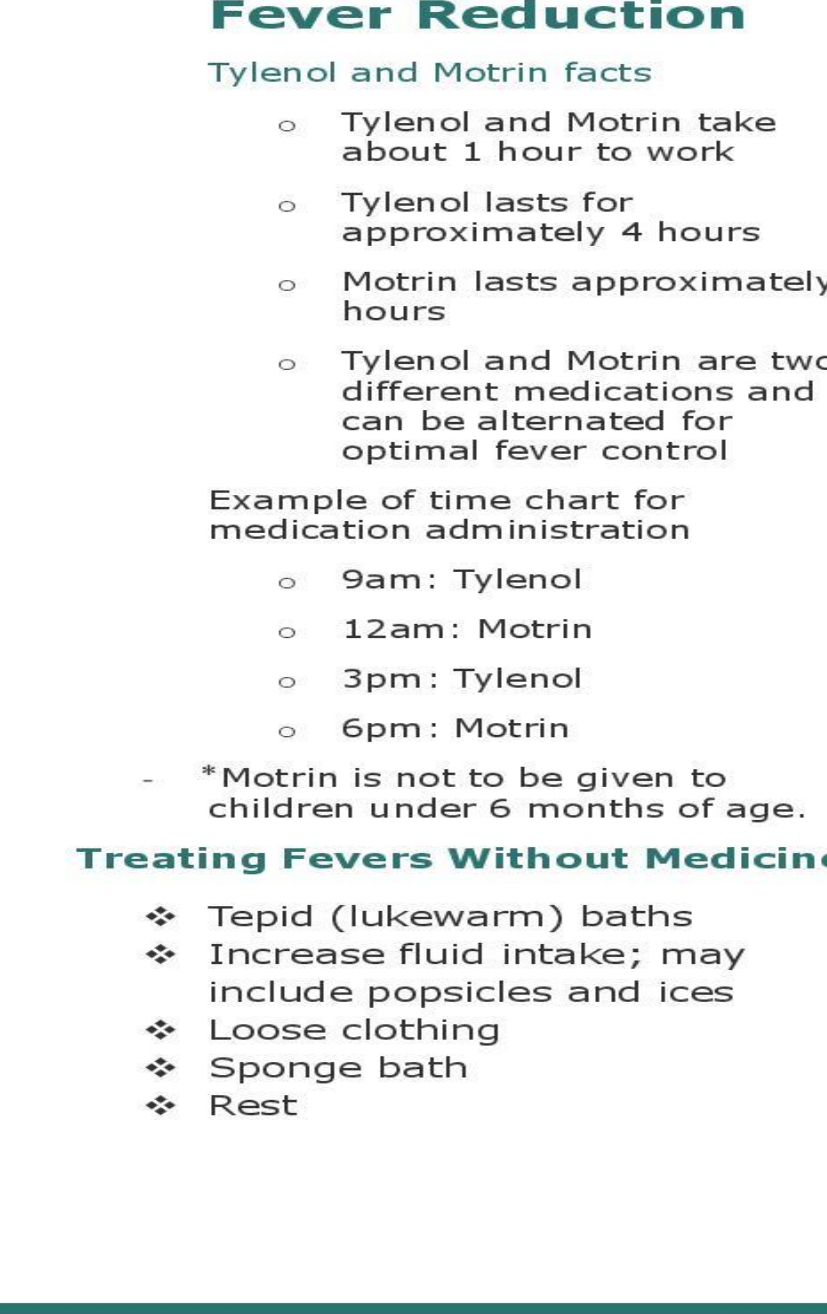 Fever Reduction
Tylenol and Motrin facts
o Tylenol and Motrin take
about 1 hour to work
o Tylenol lasts for
approximately 4 hours
o Motrin lasts approximately
hours
o Tylenol and Motrin are two
different medications and
can be alternated for
optimal fever control
Example of time chart for
medication administration
o 9am: Tylenol
o 12am: Motrin
o 3pm: Tylenol
o 6pm: Motrin
- *Motrin is not to be given to
children under 6 months of age.
Treating Fevers Without Medicine
❖ Tepid (lukewarm) baths
❖ Increase fluid intake; may
include popsicles and ices
❖ Loose clothing
❖ Sponge bath
❖ Rest